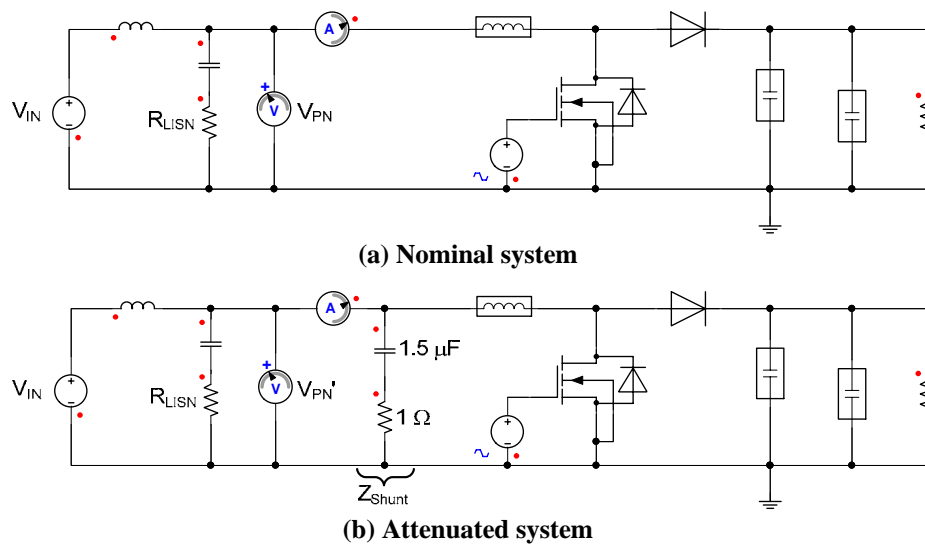 A
V_IN
+
−
R_LISN
+
V
V_PN
+
−
(a) Nominal system
A
V_IN
+
−
R_LISN
+
V
V_PN'
1.5 μF
1 Ω
+
−
Z_Shunt
(b) Attenuated system